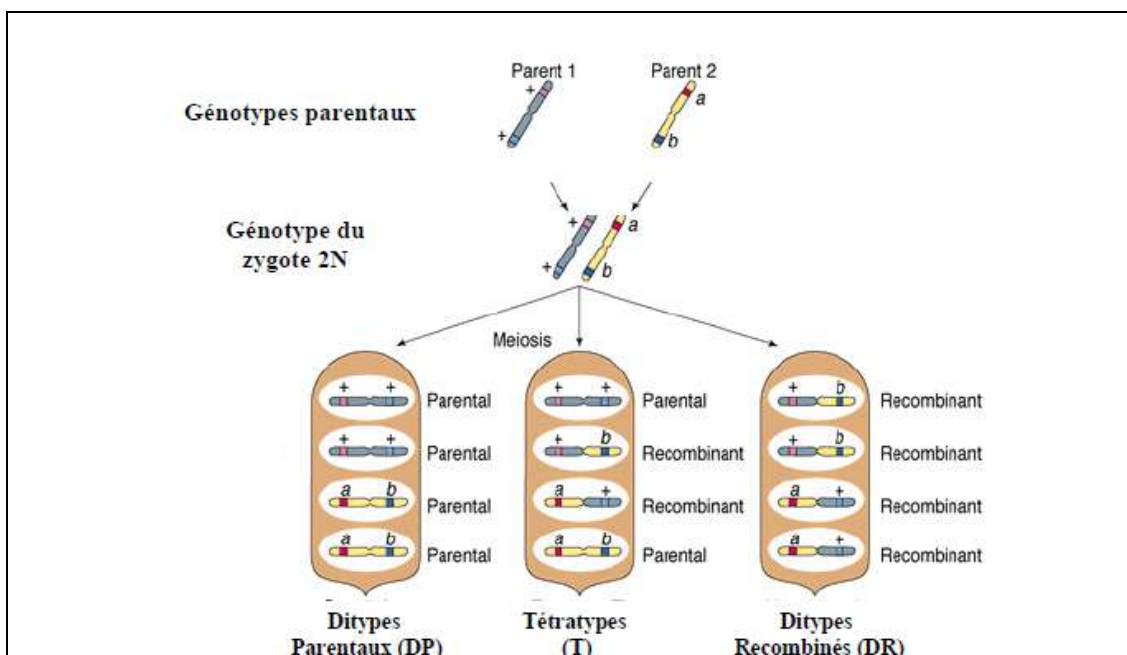 Parent 1 Parent 2
Génotypes parentaux
+ a
+ b
Génotype du
zygote 2N
+ a
+ b
Meiosis
+ + Parental
+ + Parental
a b Parental
a b Parental
+ + Parental
+ b Recombinant
a + Recombinant
a b Parental
+ b Recombinant
+ b Recombinant
a + Recombinant
a + Recombinant
Ditypes
Parentaux (DP)
Tétratypes
(T)
Ditypes
Recombinés (DR)